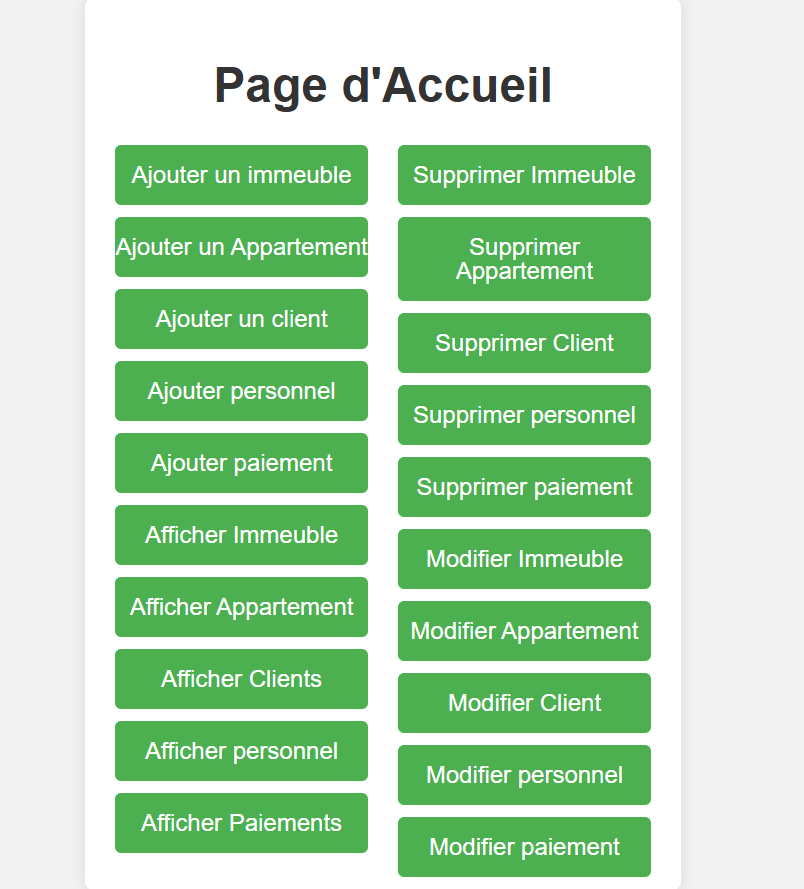 Page d'Accueil
Ajouter un immeuble
Ajouter un Appartement
Ajouter un client
Ajouter personnel
Ajouter paiement
Afficher Immeuble
Afficher Appartement
Afficher Clients
Afficher personnel
Afficher Paiements
Supprimer Immeuble
Supprimer
Appartement
Supprimer Client
Supprimer personnel
Supprimer paiement
Modifier Immeuble
Modifier Appartement
Modifier Client
Modifier personnel
Modifier paiement